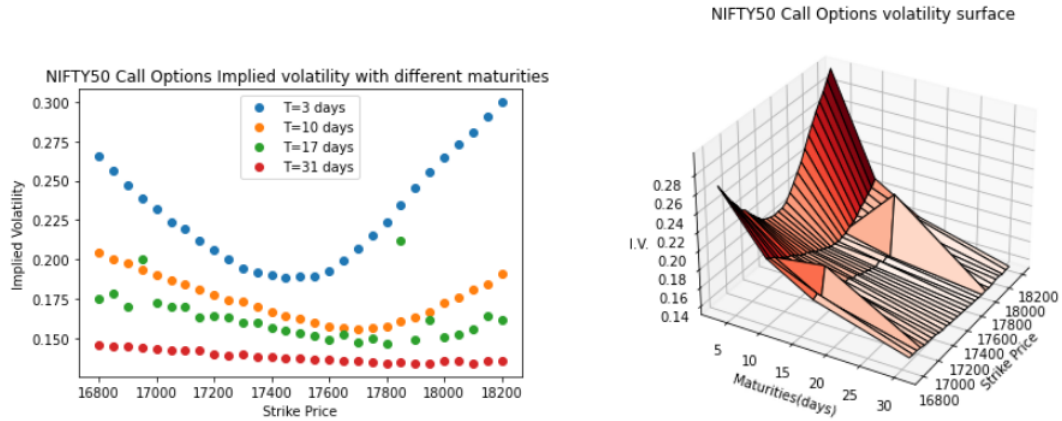 NIFTY50 Call Options Implied volatility with different maturities
0.300
0.275
0.250
0.225
0.200
0.175
0.150
Implied Volatility
T=3 days
T=10 days
T=17 days
T=31 days
16800 17000 17200 17400 17600 17800 18000 18200
Strike Price
NIFTY50 Call Options volatility surface
0.28
0.26
0.24
0.22
0.20
0.18
0.16
0.14
I.V.
5
10
15
20
25
30
Maturities(days)
18200
18000
17800
17600
17400
17200
17000
16800
Strike Price